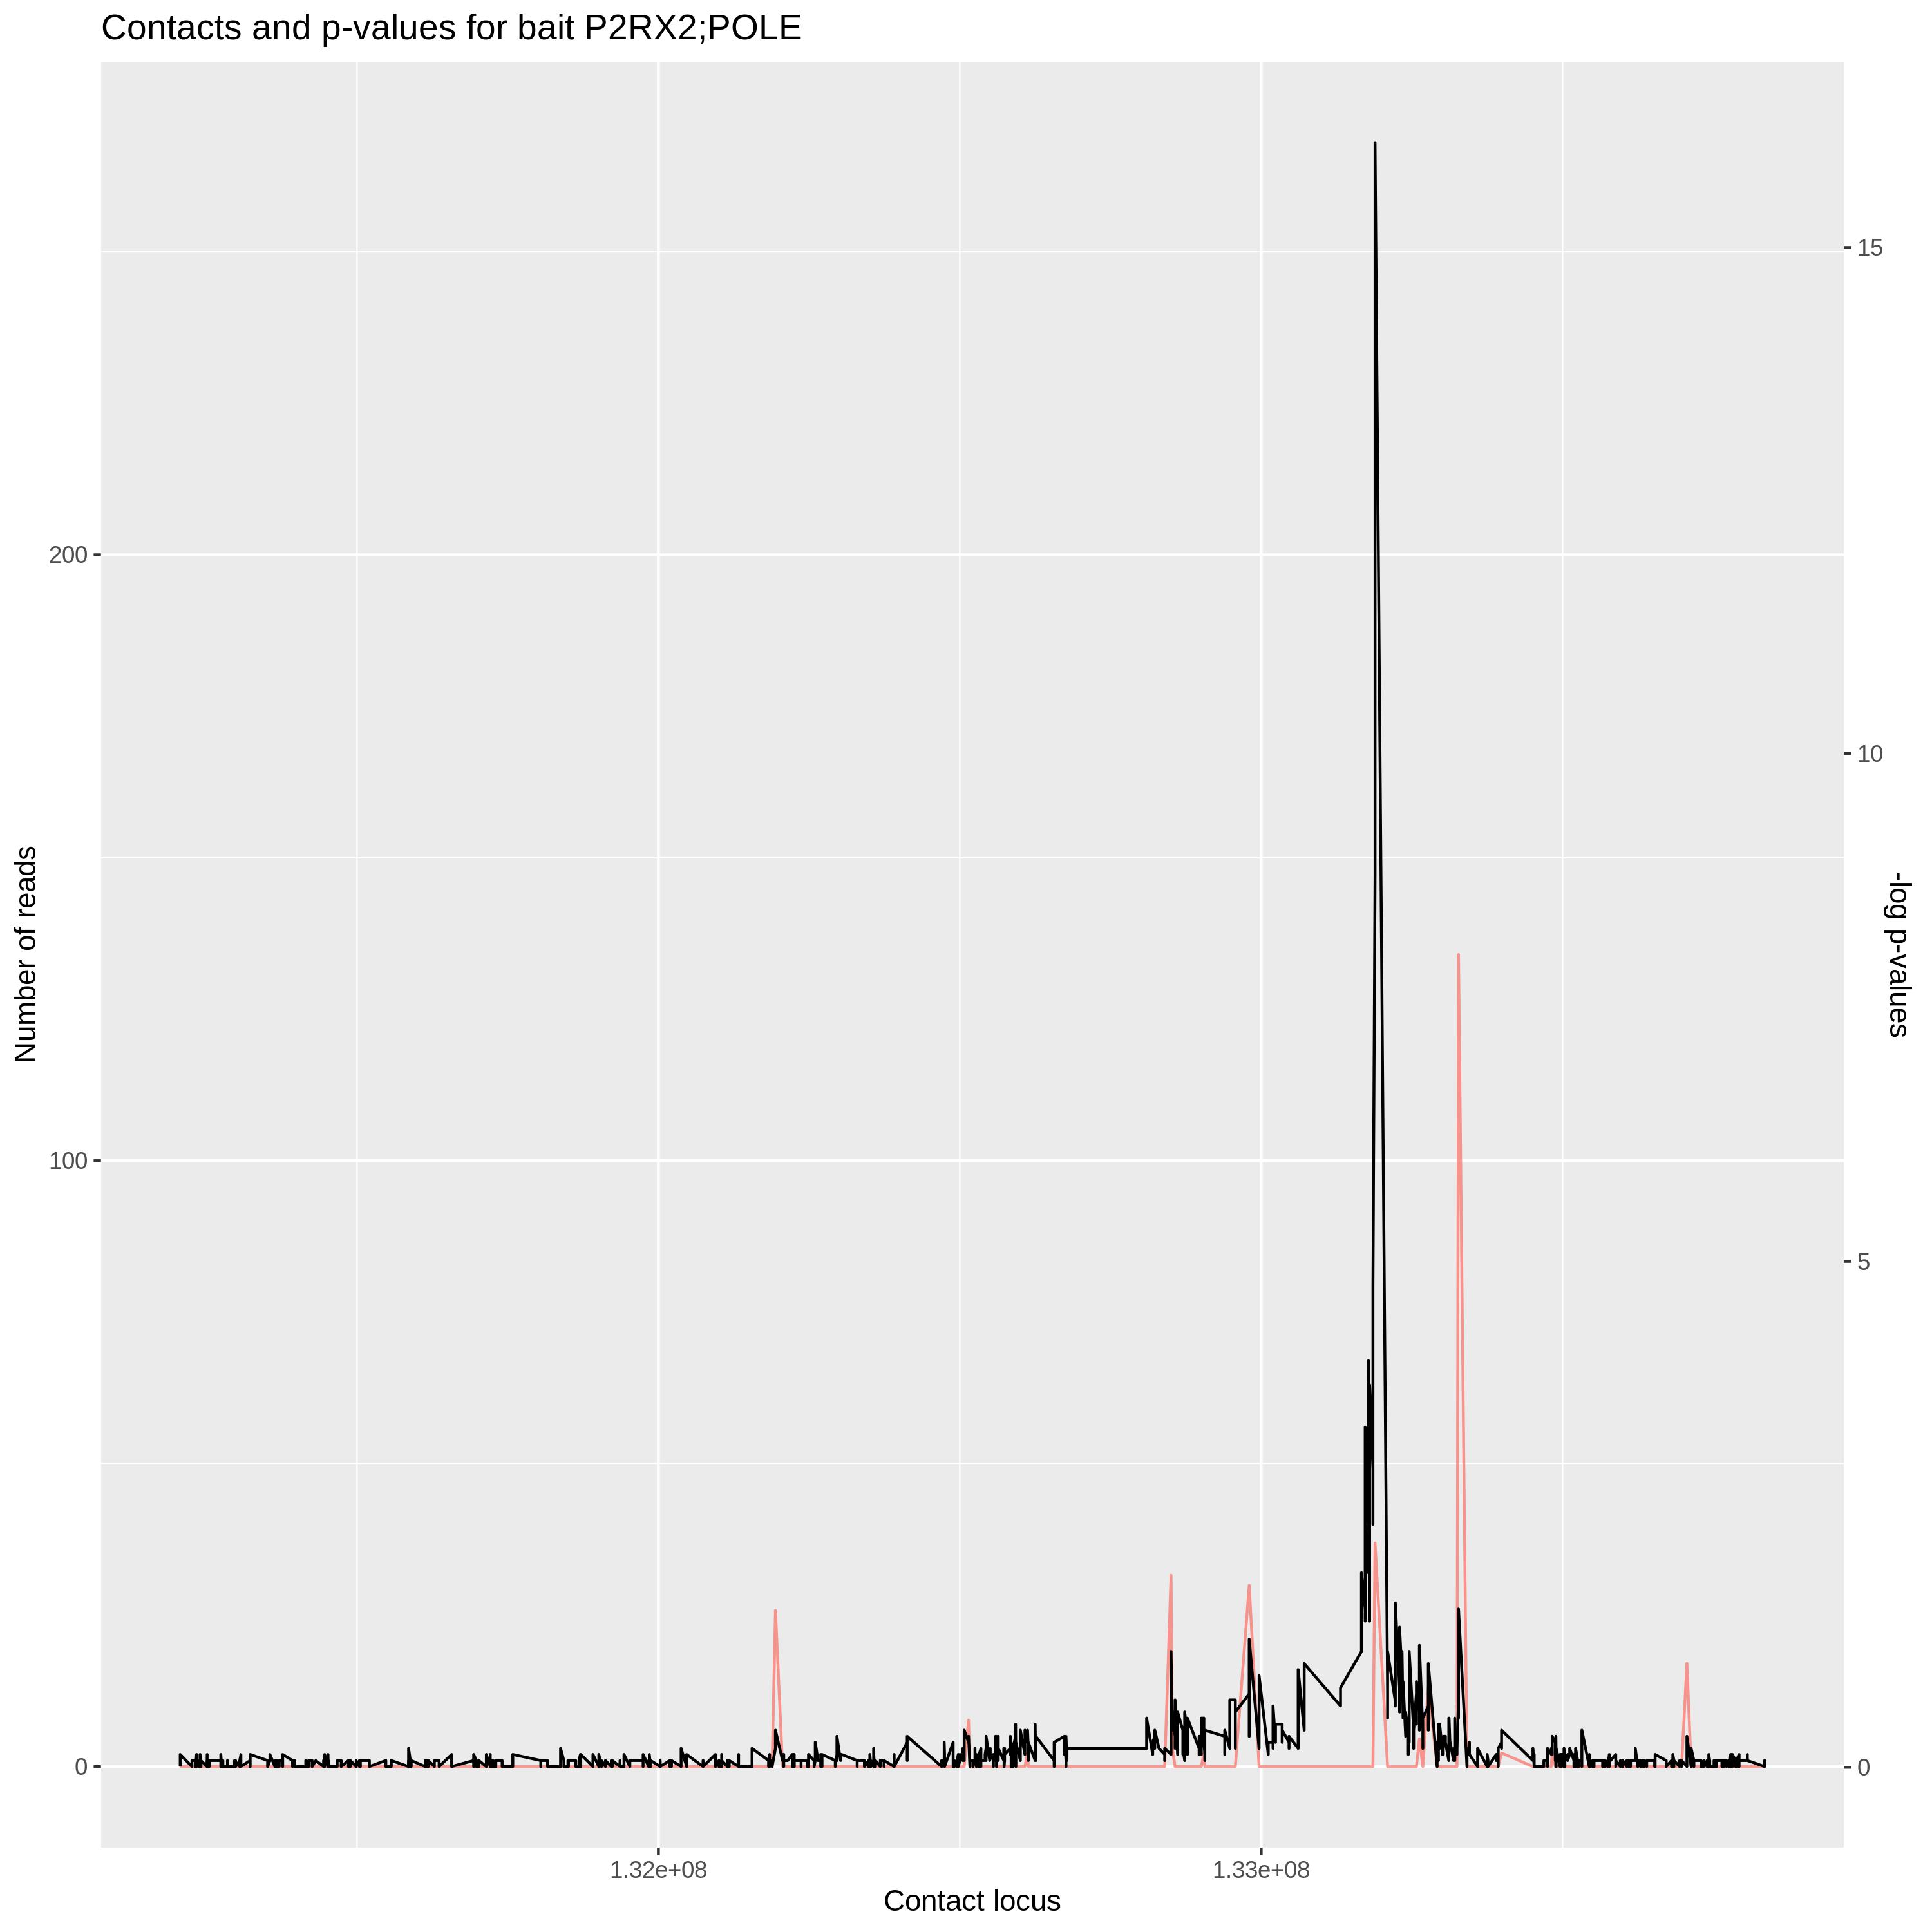 Contacts and p-values for bait P2RX2;POLE
Number of reads
200
100
0
15
10
5
0
-log p-values
1.32e+08
1.33e+08
Contact locus